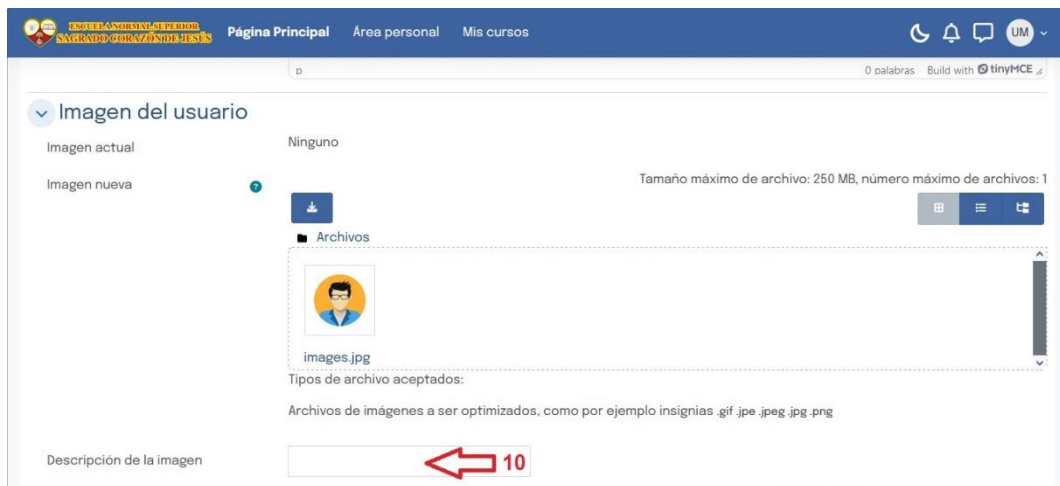 ESCUELA NORMAL SUPERIOR
SAGRADO CORAZÓN DE JESÚS
Página Principal Área personal Mis cursos UM
p 0 palabras Build with tinyMCE
Imagen del usuario
Imagen actual Ninguno
Imagen nueva ? Tamaño máximo de archivo: 250 MB, número máximo de archivos: 1
Archivos
images.jpg
Tipos de archivo aceptados:
Archivos de imágenes a ser optimizados, como por ejemplo insignias .gif .jpe .jpeg .jpg .png
Descripción de la imagen 10